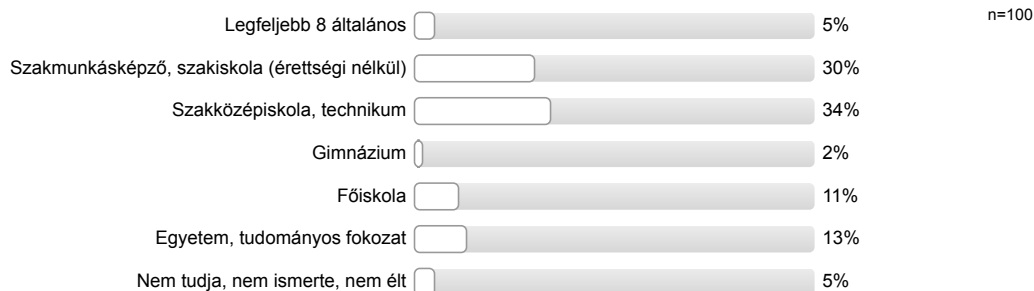 Legfeljebb 8 általános 5% n=100
Szakmunkásképző, szakiskola (érettségi nélkül) 30%
Szakközépiskola, technikum 34%
Gimnázium 2%
Főiskola 11%
Egyetem, tudományos fokozat 13%
Nem tudja, nem ismerte, nem élt 5%